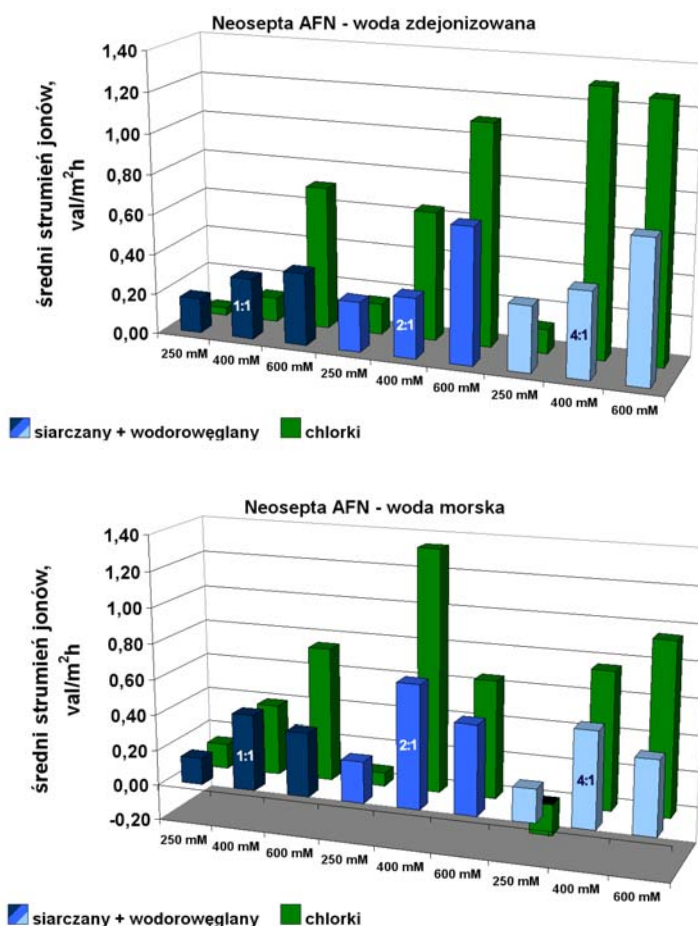 Neosepta AFN - woda zdejonizowana
średni strumień jonów,
val/m²h
1,40
1,20
1,00
0,80
0,60
0,40
0,20
0,00
1:1
2:1
4:1
250 mM
400 mM
600 mM
250 mM
400 mM
600 mM
250 mM
400 mM
600 mM
siarczany + wodorowęglany chlorki
Neosepta AFN - woda morska
średni strumień jonów,
val/m²h
1,40
1,20
1,00
0,80
0,60
0,40
0,20
0,00
-0,20
1:1
2:1
4:1
250 mM
400 mM
600 mM
250 mM
400 mM
600 mM
250 mM
400 mM
600 mM
siarczany + wodorowęglany chlorki